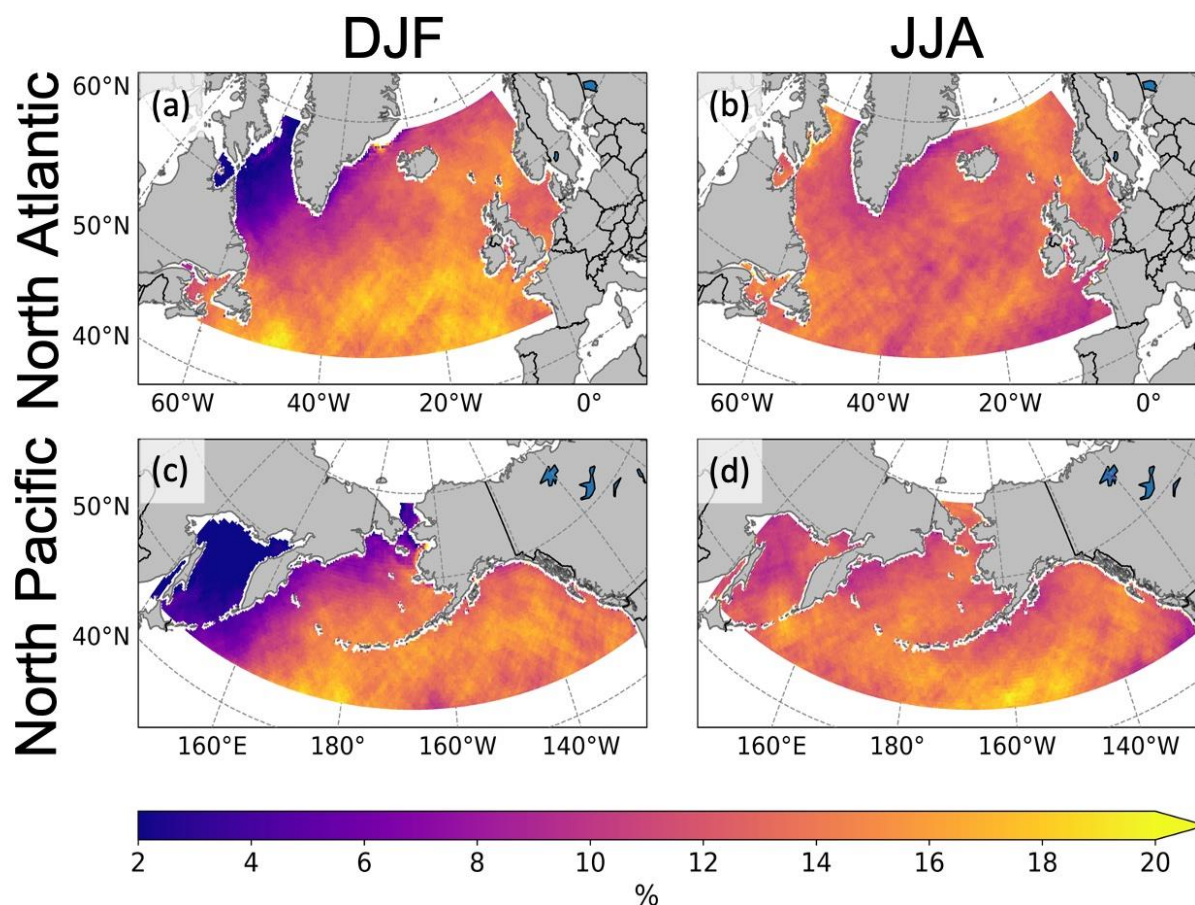 DJF JJA
North Atlantic
60°N
50°N
40°N
(a) (b)
60°W 40°W 20°W 0° 60°W 40°W 20°W 0°
North Pacific
50°N
40°N
(c) (d)
160°E 180° 160°W 140°W 160°E 180° 160°W 140°W
2 4 6 8 10 12 14 16 18 20
%